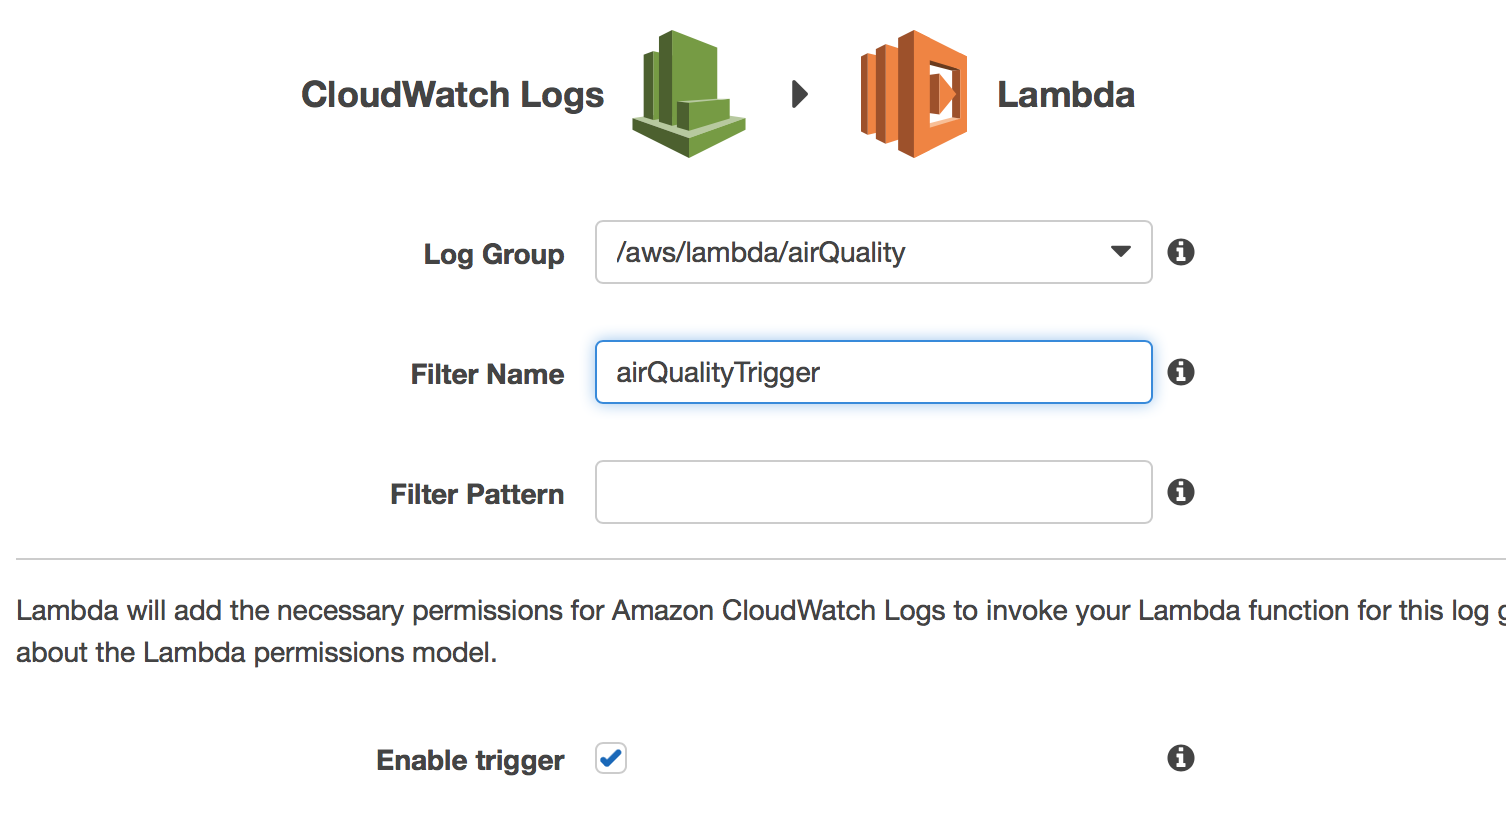 CloudWatch Logs Lambda
Log Group /aws/lambda/airQuality
Filter Name airQualityTrigger
Filter Pattern
Lambda will add the necessary permissions for Amazon CloudWatch Logs to invoke your Lambda function for this log
about the Lambda permissions model.
Enable trigger